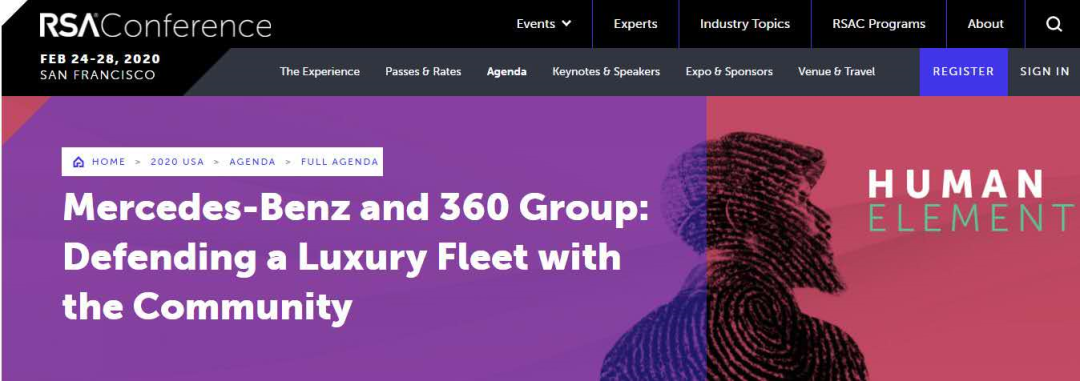 RSAConference
Events Experts Industry Topics RSAC Programs About
FEB 24-28, 2020
SAN FRANCISCO
The Experience Passes & Rates Agenda Keynotes & Speakers Expo & Sponsors Venue & Travel REGISTER SIGN IN
HOME > 2020 USA > AGENDA > FULL AGENDA
Mercedes-Benz and 360 Group:
Defending a Luxury Fleet with
the Community
HUMAN
ELEMENT